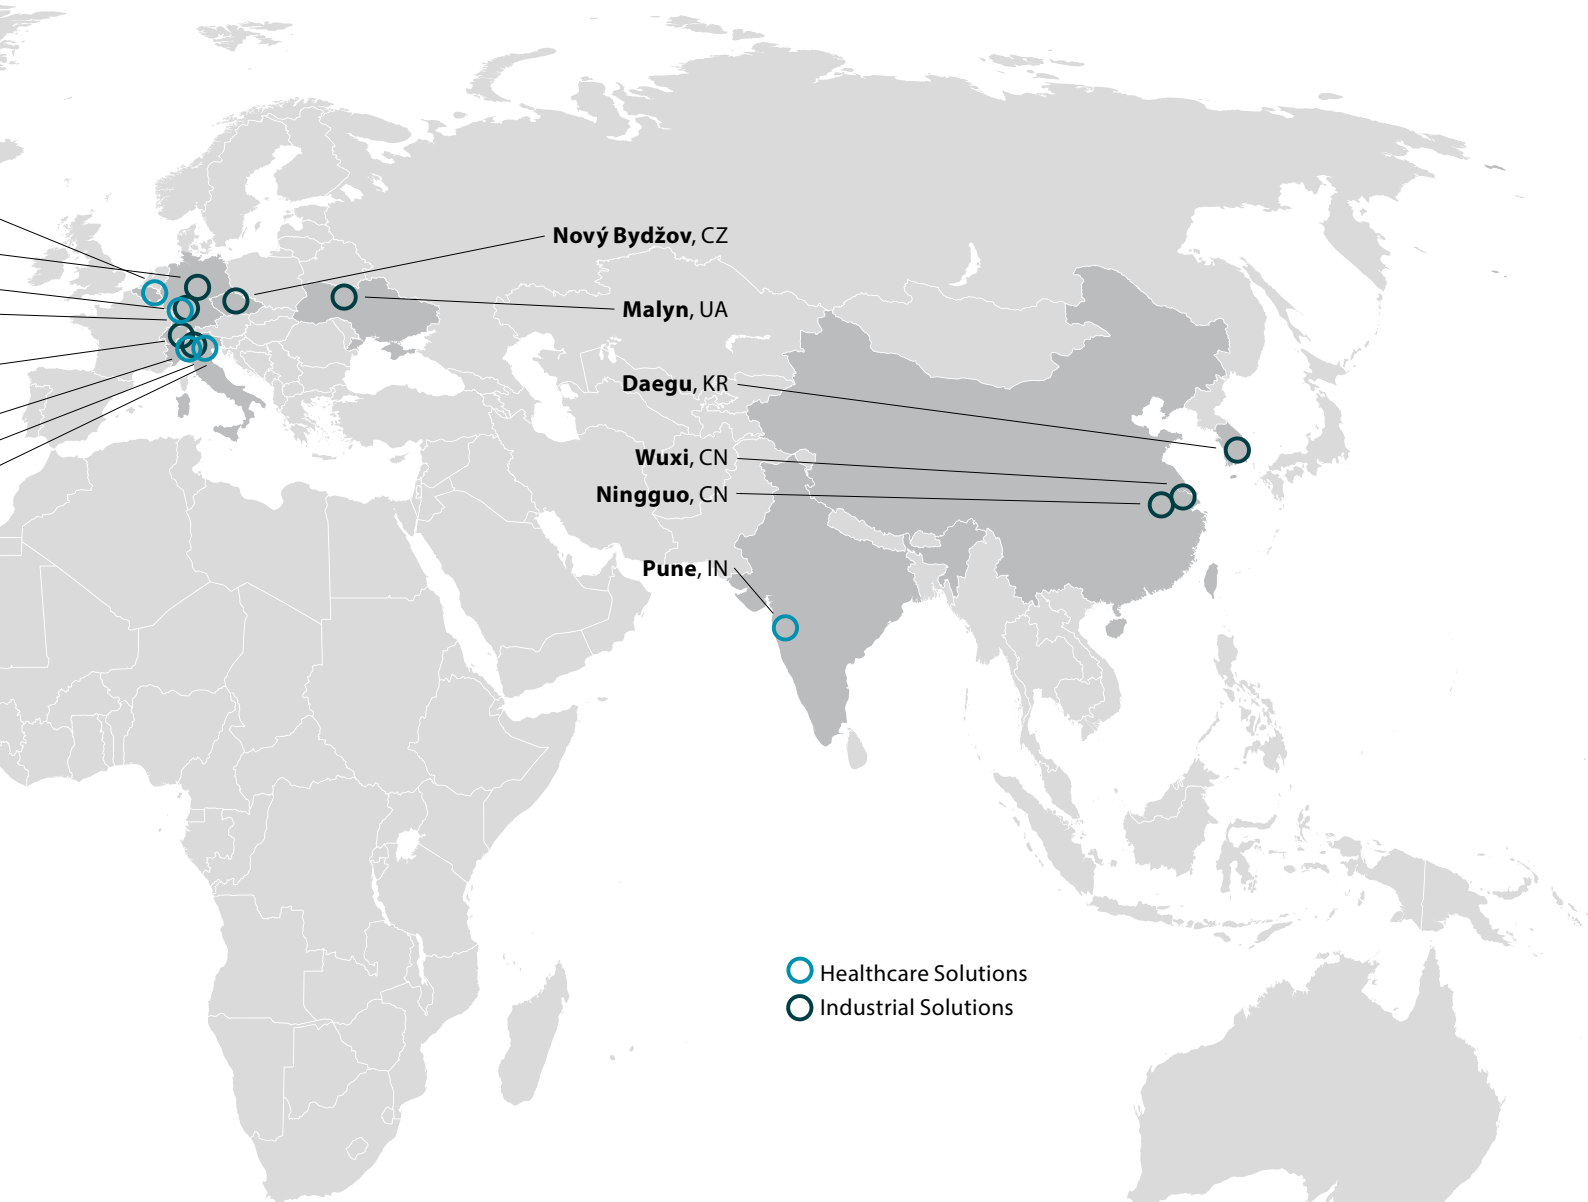 Nový Bydžov, CZ
Malyn, UA
Daegu, KR
Wuxi, CN
Ningguo, CN
Pune, IN
Healthcare Solutions
Industrial Solutions